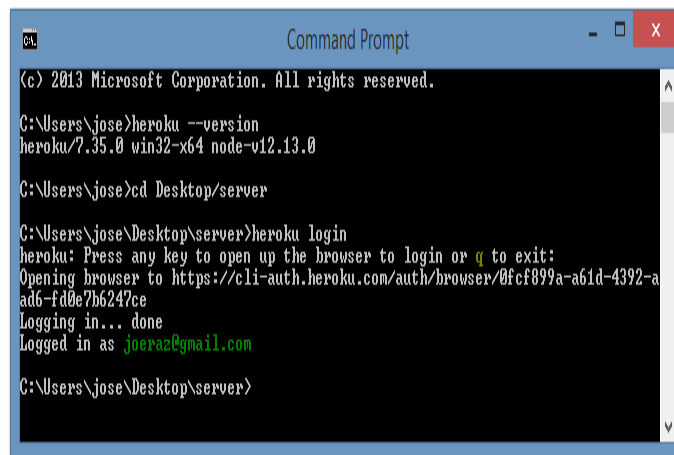 C:\.
Command Prompt
(c) 2013 Microsoft Corporation. All rights reserved.
C:\Users\jose>heroku --version
heroku/7.35.0 win32-x64 node-v12.13.0
C:\Users\jose>cd Desktop/server
C:\Users\jose\Desktop\server>heroku login
heroku: Press any key to open up the browser to login or q to exit:
Opening browser to https://cli-auth.heroku.com/auth/browser/0fcf899a-a61d-4392-a
ad6-fd0e7b6247ce
Logging in... done
Logged in as joeraz@gmail.com
C:\Users\jose\Desktop\server>